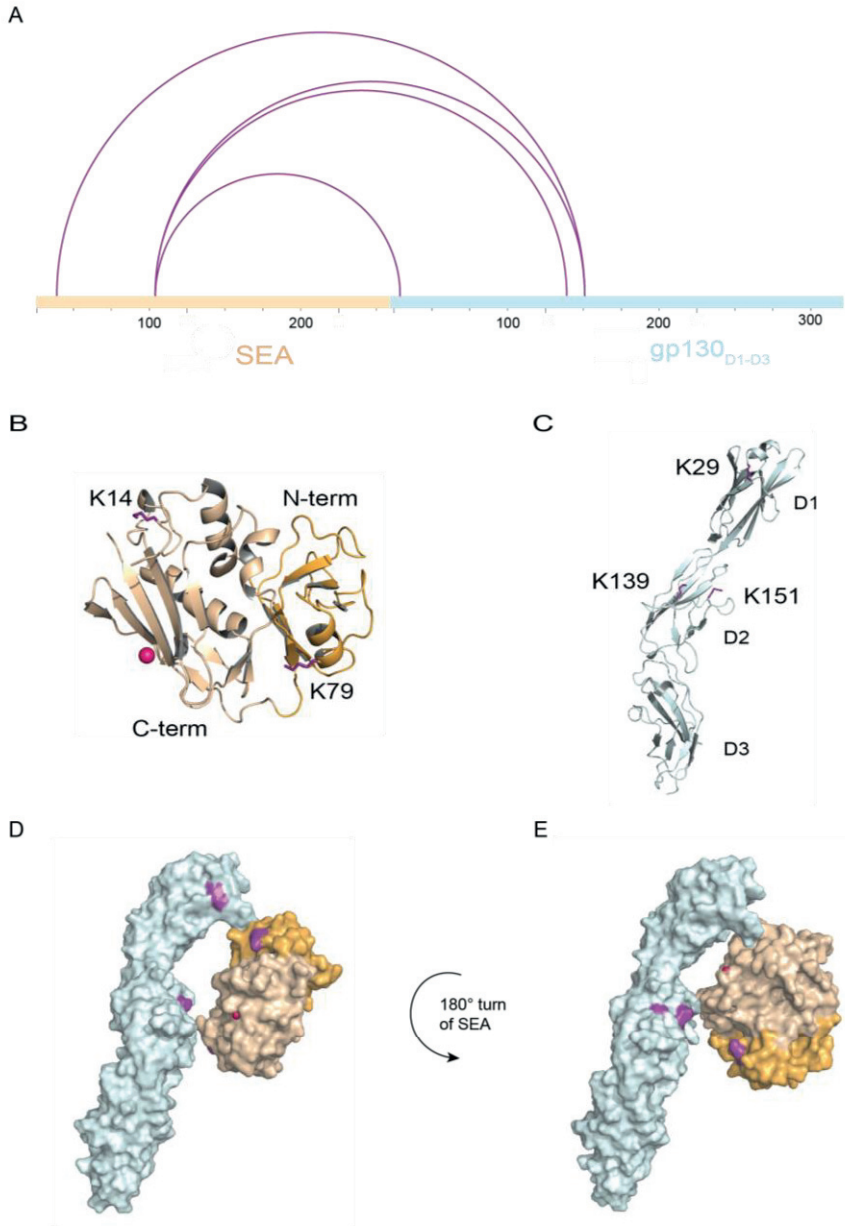 A
100
200
100
200
300
SEA
gp130D1-D3
B
C
K14
N-term
K79
C-term
K29
D1
K139
K151
D2
D3
D
E
180° turn
of SEA